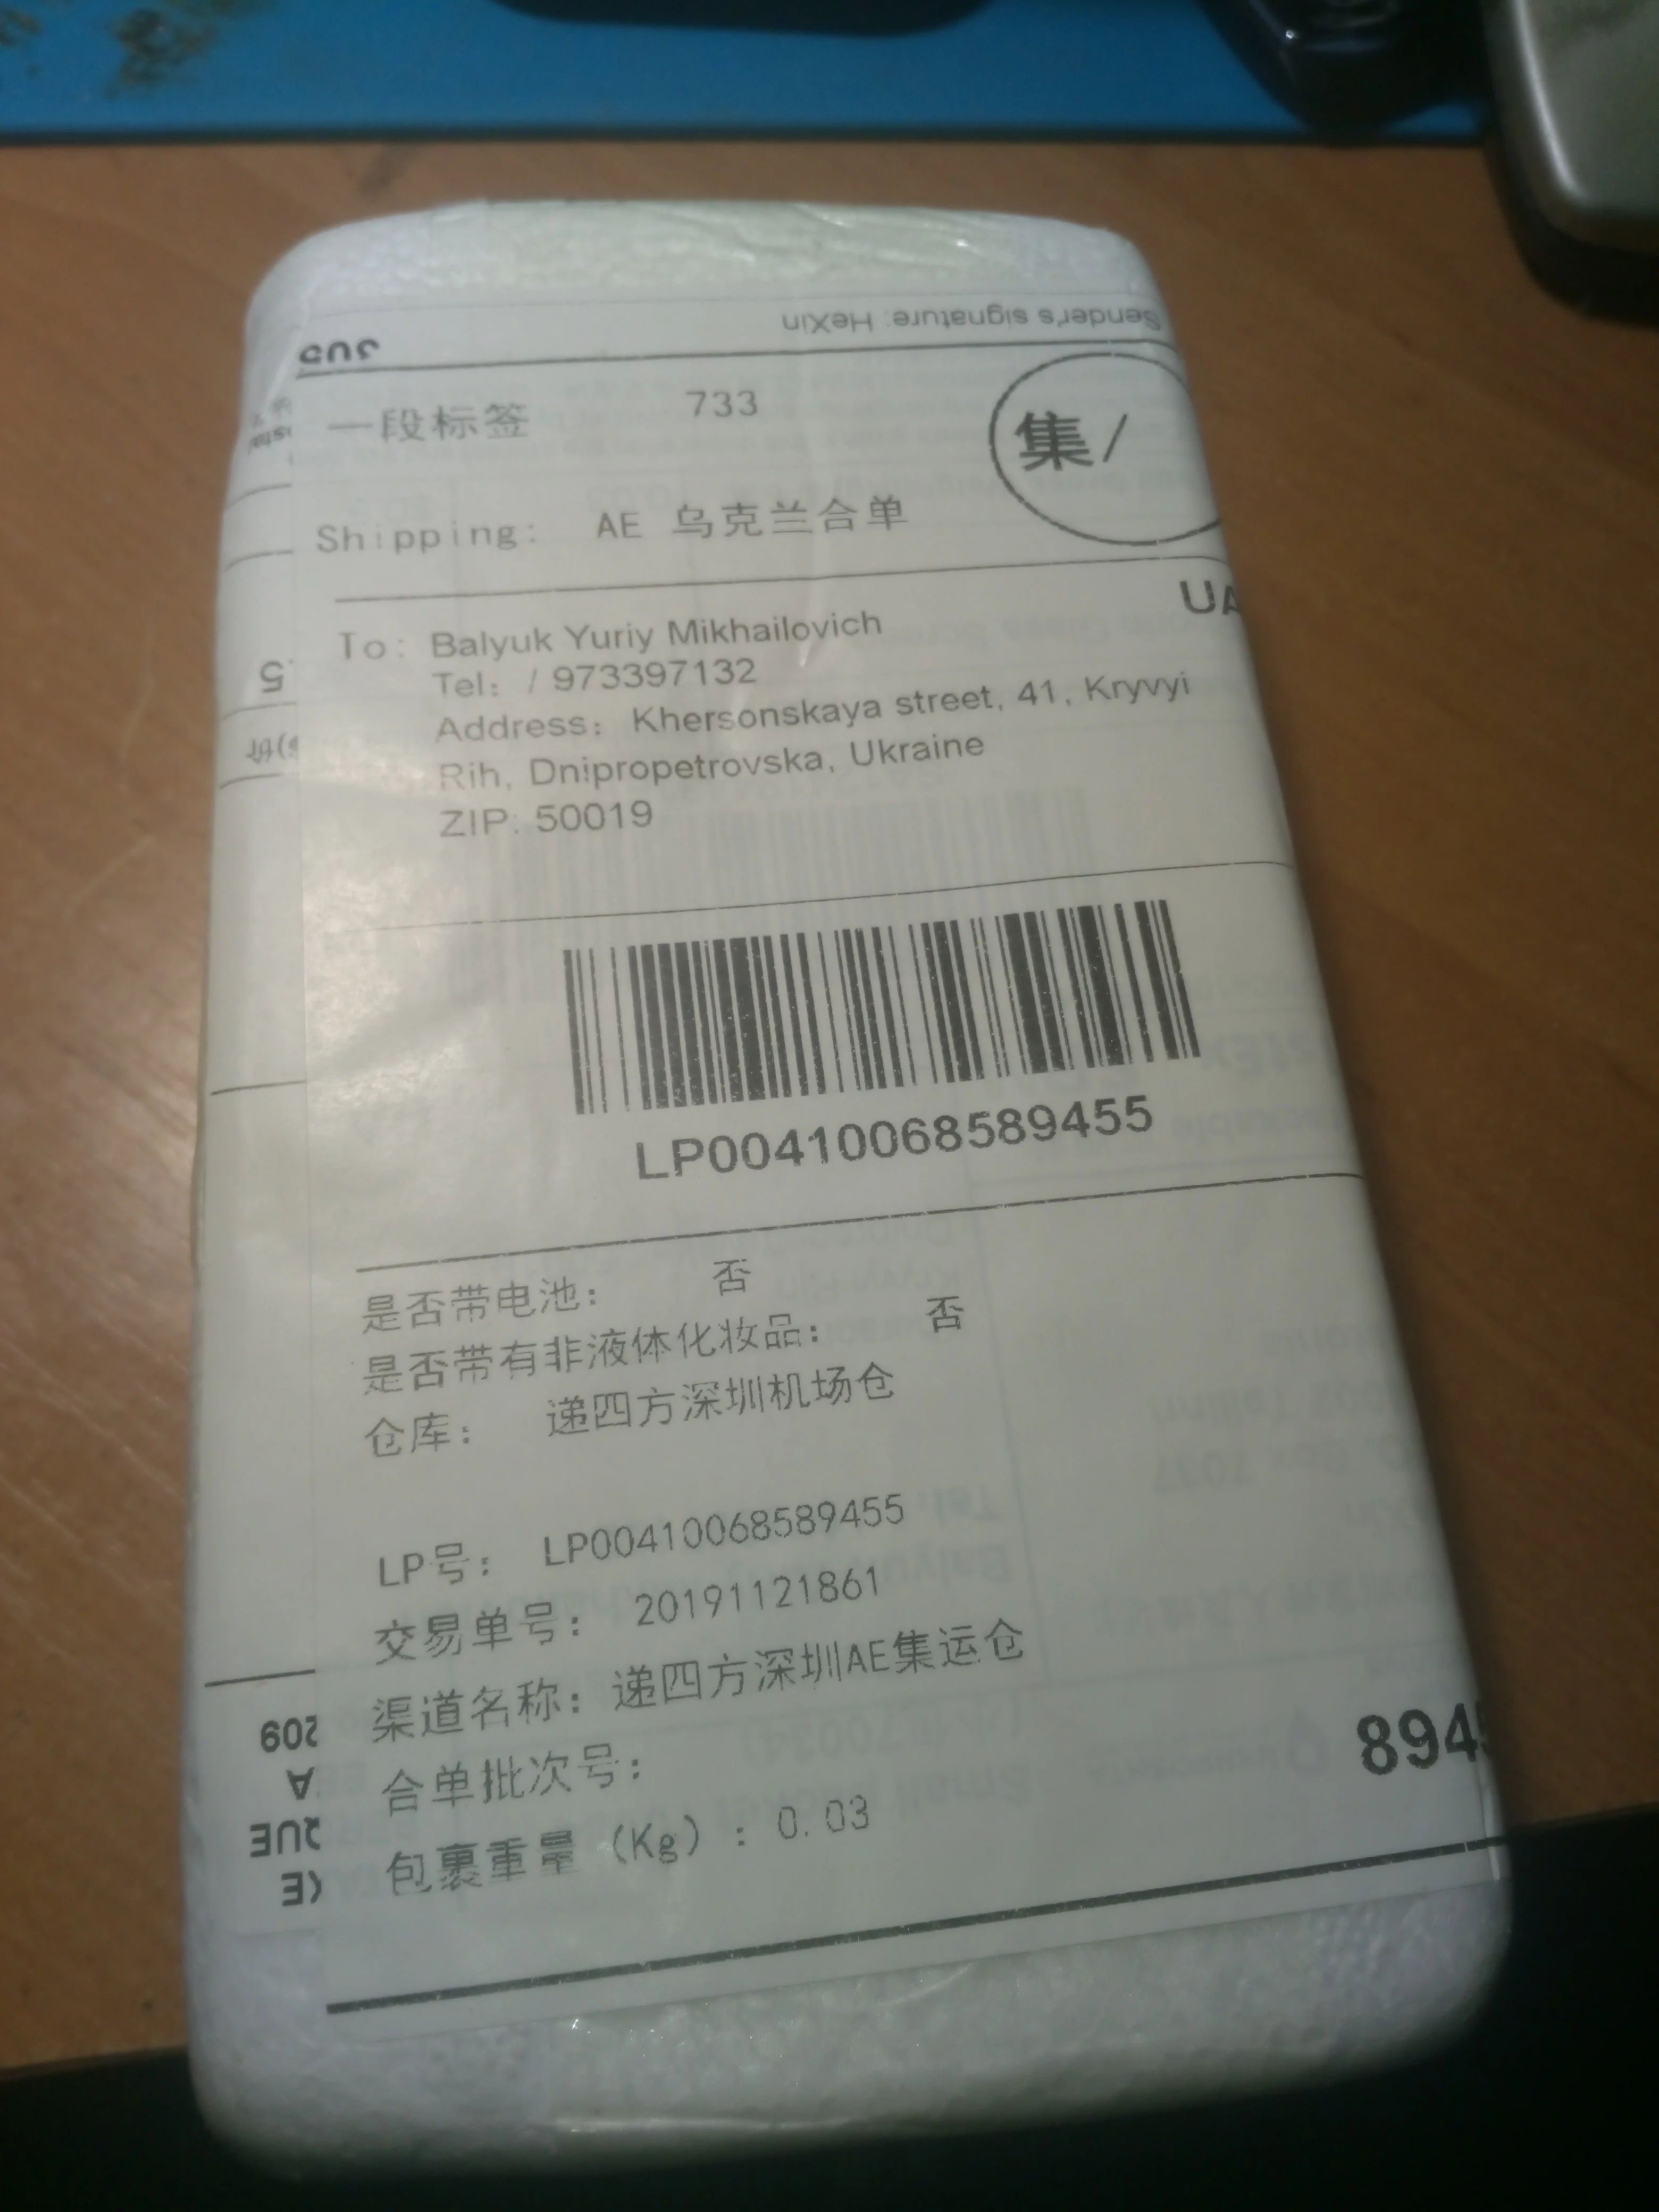 Sender's signature: HeXin
一段标签 733
集/
Shipping: AE 乌克兰合单
UA
To: Balyuk Yuriy Mikhailovich
Tel: / 973397132
Address: Khersonskaya street, 41, Kryvyi
Rih, Dnipropetrovska, Ukraine
ZIP: 50019
LP00410068589455
是否带电池: 否
是否带有非液体化妆品: 否
仓库: 递四方深圳机场仓
LP号: LP00410068589455
交易单号: 20191121861
渠道名称: 递四方深圳AE集运仓
合单批次号:
8945
包裹重量 (Kg) : 0.03